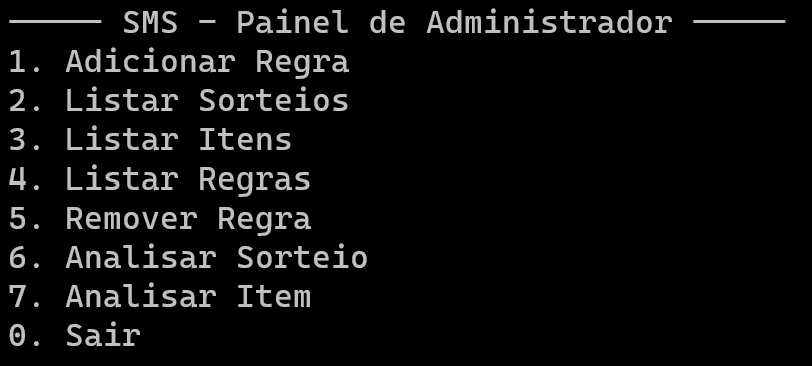 ───── SMS - Painel de Administrador ─────
1. Adicionar Regra
2. Listar Sorteios
3. Listar Itens
4. Listar Regras
5. Remover Regra
6. Analisar Sorteio
7. Analisar Item
0. Sair